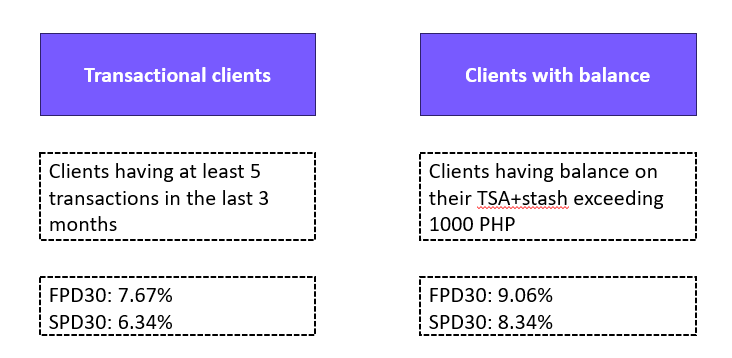 Transactional clients
Clients with balance
Clients having at least 5
transactions in the last 3
months
Clients having balance on
their TSA+stash exceeding
1000 PHP
FPD30: 7.67%
SPD30: 6.34%
FPD30: 9.06%
SPD30: 8.34%